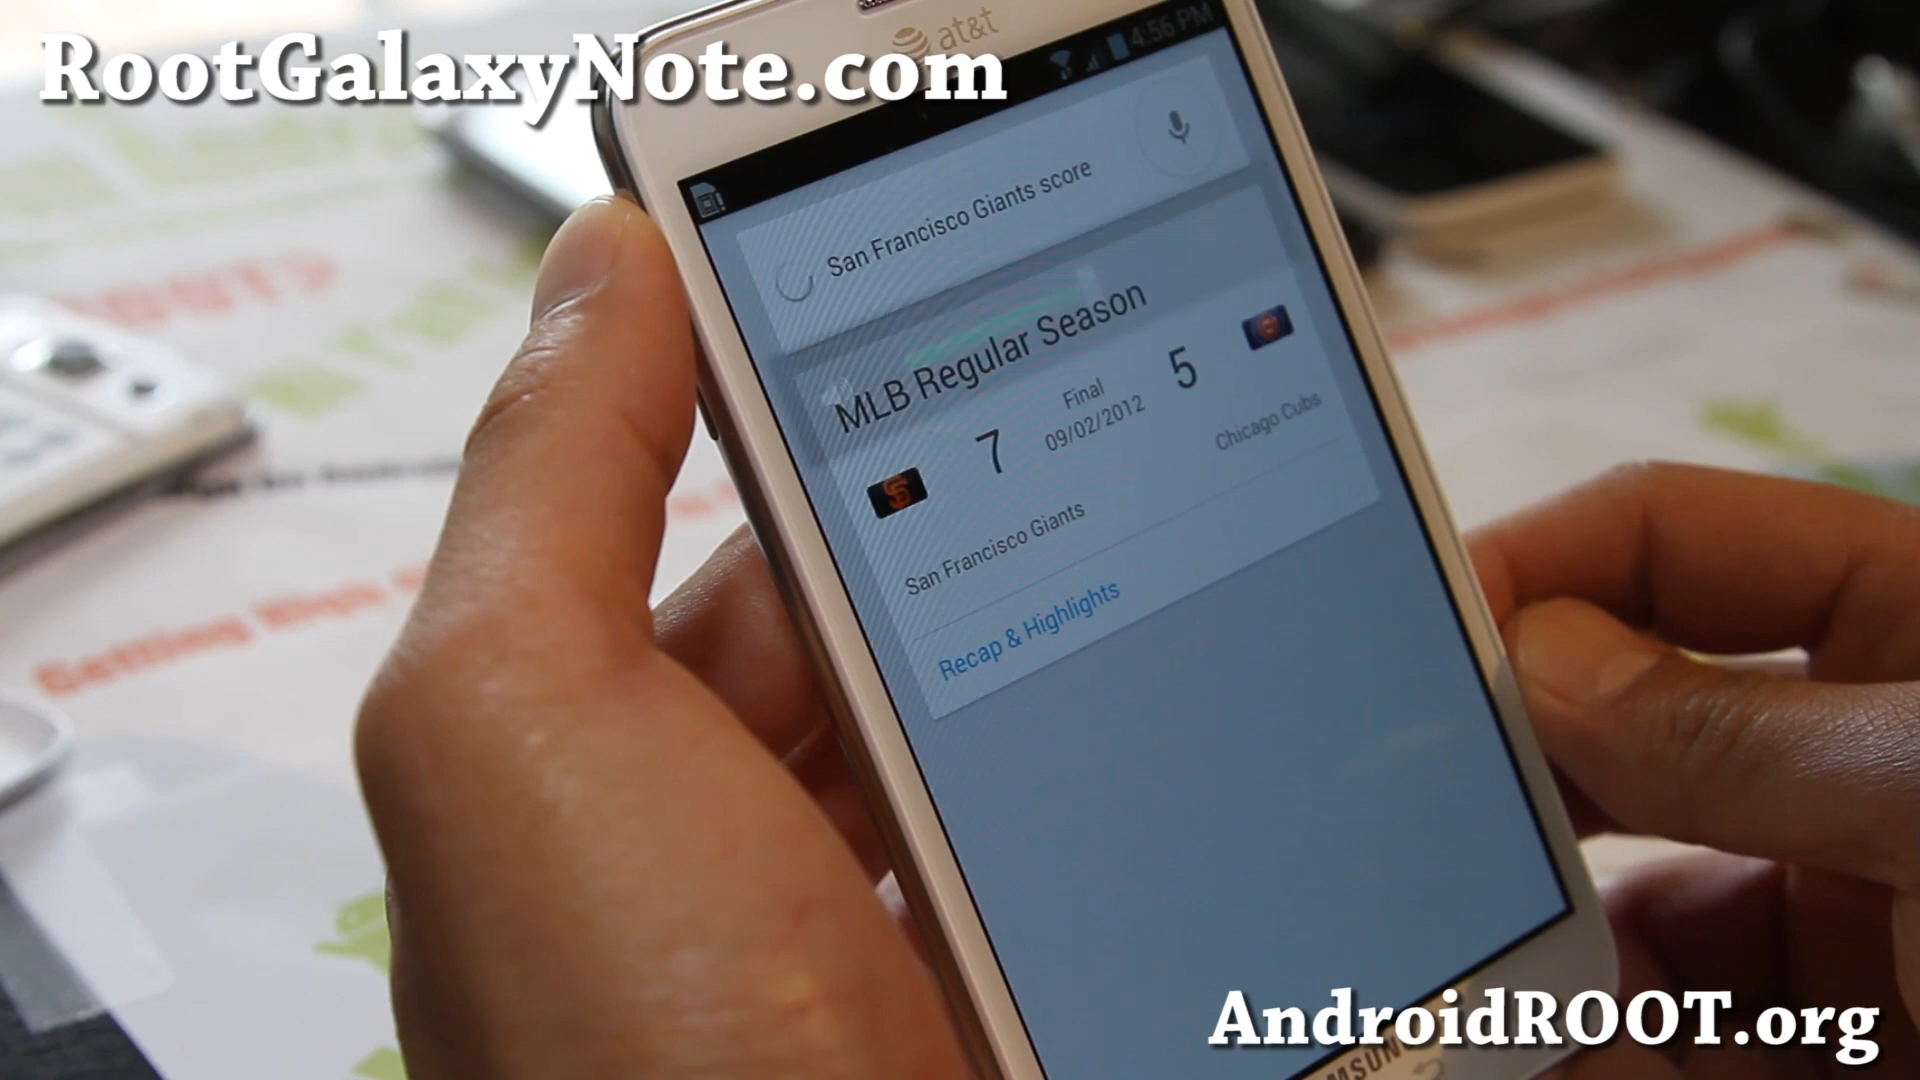 RootGalaxyNote.com
at&t
4:56 PM
San Francisco Giants score
MLB Regular Season
7
Final
09/02/2012
5
San Francisco Giants
Chicago Cubs
Recap & Highlights
AndroidROOT.org